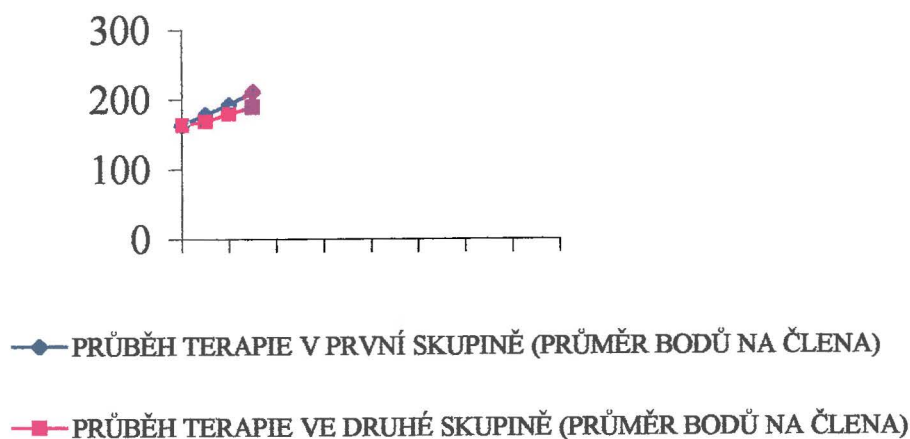 300
200
100
0
PRŮBĚH TERAPIE V PRVNÍ SKUPINĚ (PRŮMĚR BODŮ NA ČLENA)
PRŮBĚH TERAPIE VE DRUHÉ SKUPINĚ (PRŮMĚR BODŮ NA ČLENA)